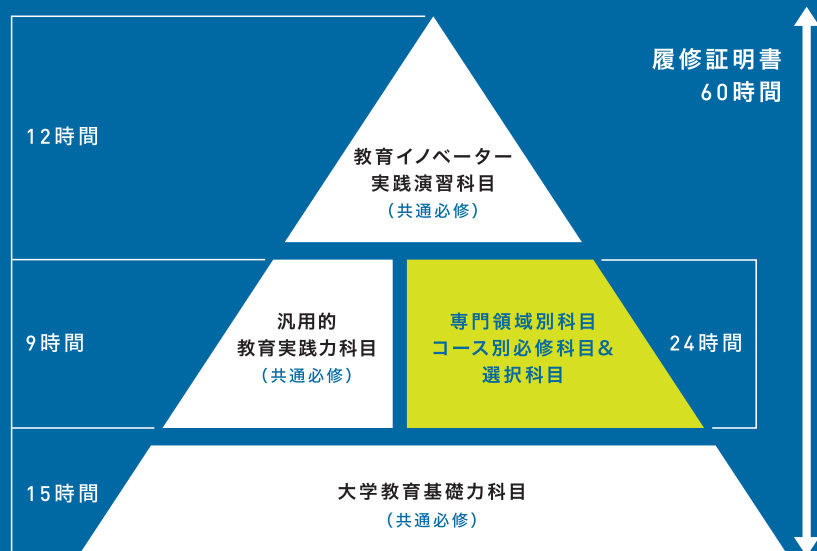 履修証明書
60時間
12時間
教育イノベーター
実践演習科目
（共通必修）
9時間
汎用的
教育実践力科目
（共通必修）
専門領域別科目
コース別必修科目&
選択科目
24時間
15時間
大学教育基礎力科目
（共通必修）